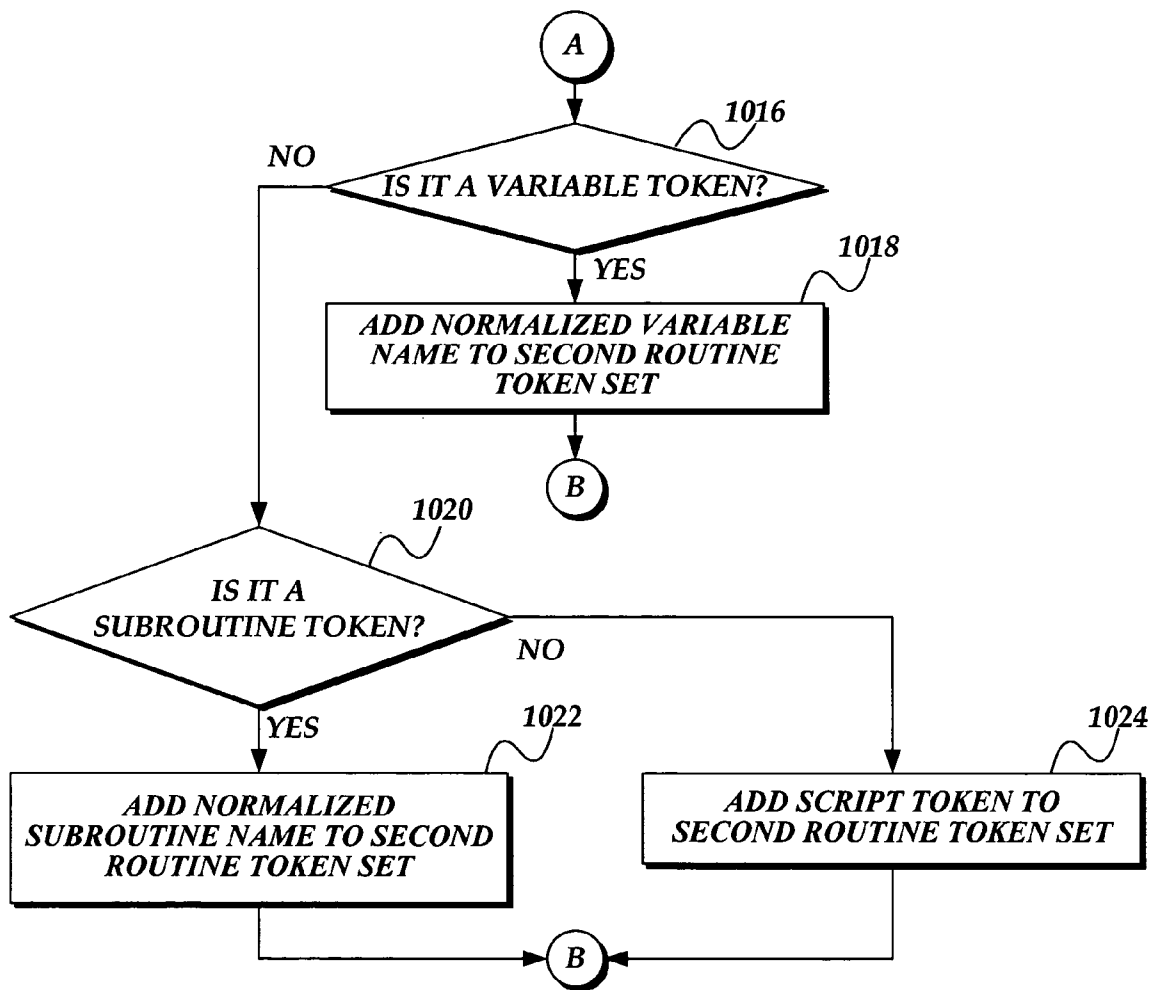 A
1016
NO
IS IT A VARIABLE TOKEN?
YES
1018
ADD NORMALIZED VARIABLE
NAME TO SECOND ROUTINE
TOKEN SET
B
1020
IS IT A
SUBROUTINE TOKEN?
NO
YES
1022
1024
ADD NORMALIZED
SUBROUTINE NAME TO SECOND
ROUTINE TOKEN SET
ADD SCRIPT TOKEN TO
SECOND ROUTINE TOKEN SET
B